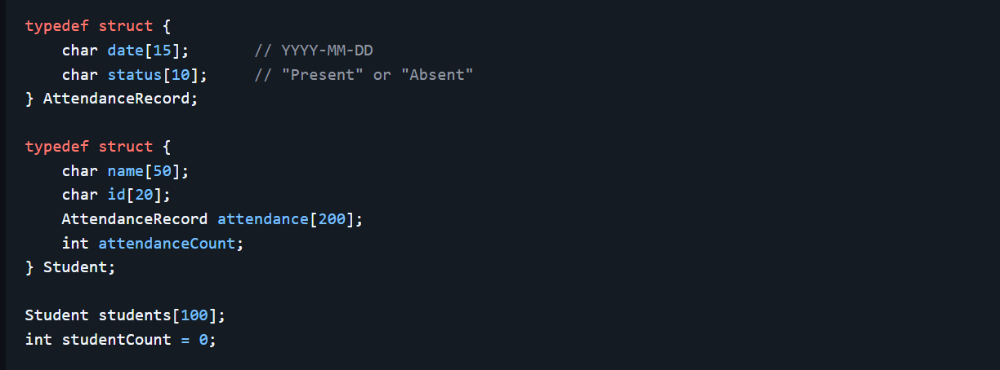 typedef struct {
    char date[15];       // YYYY-MM-DD
    char status[10];     // "Present" or "Absent"
} AttendanceRecord;

typedef struct {
    char name[50];
    char id[20];
    AttendanceRecord attendance[200];
    int attendanceCount;
} Student;

Student students[100];
int studentCount = 0;